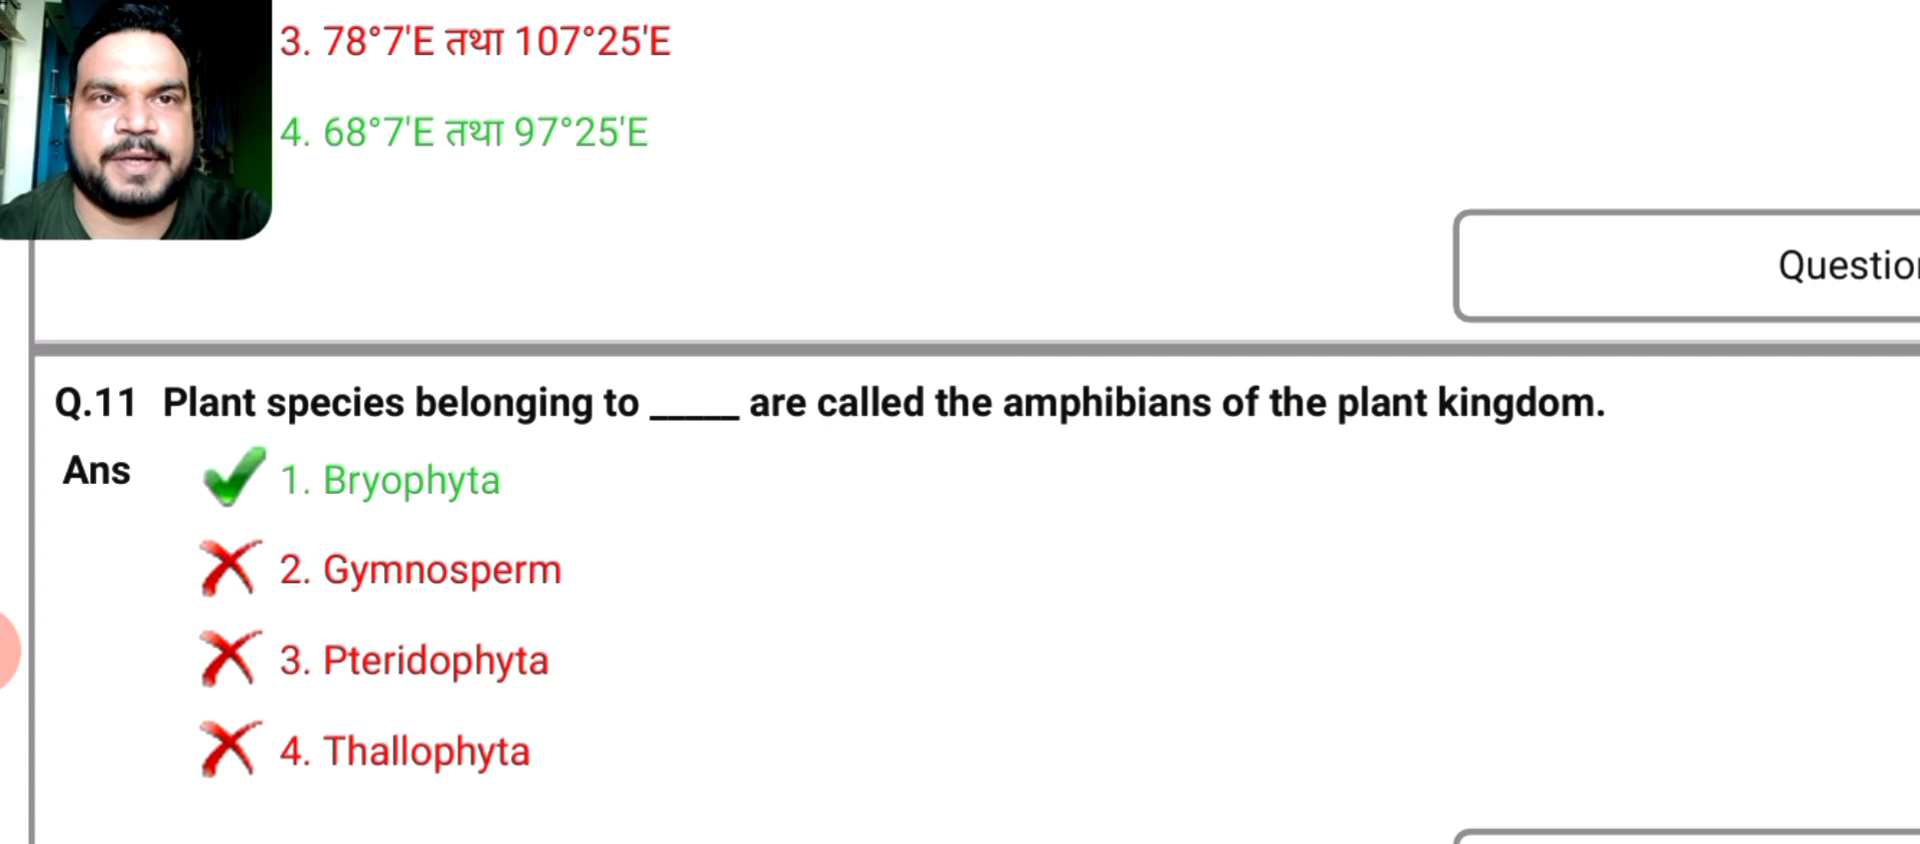 3. 78°7'E तथा 107°25'E
4. 68°7'E तथा 97°25'E
Q.11 Plant species belonging to _____ are called the amphibians of the plant kingdom.
Ans
1. Bryophyta
2. Gymnosperm
3. Pteridophyta
4. Thallophyta